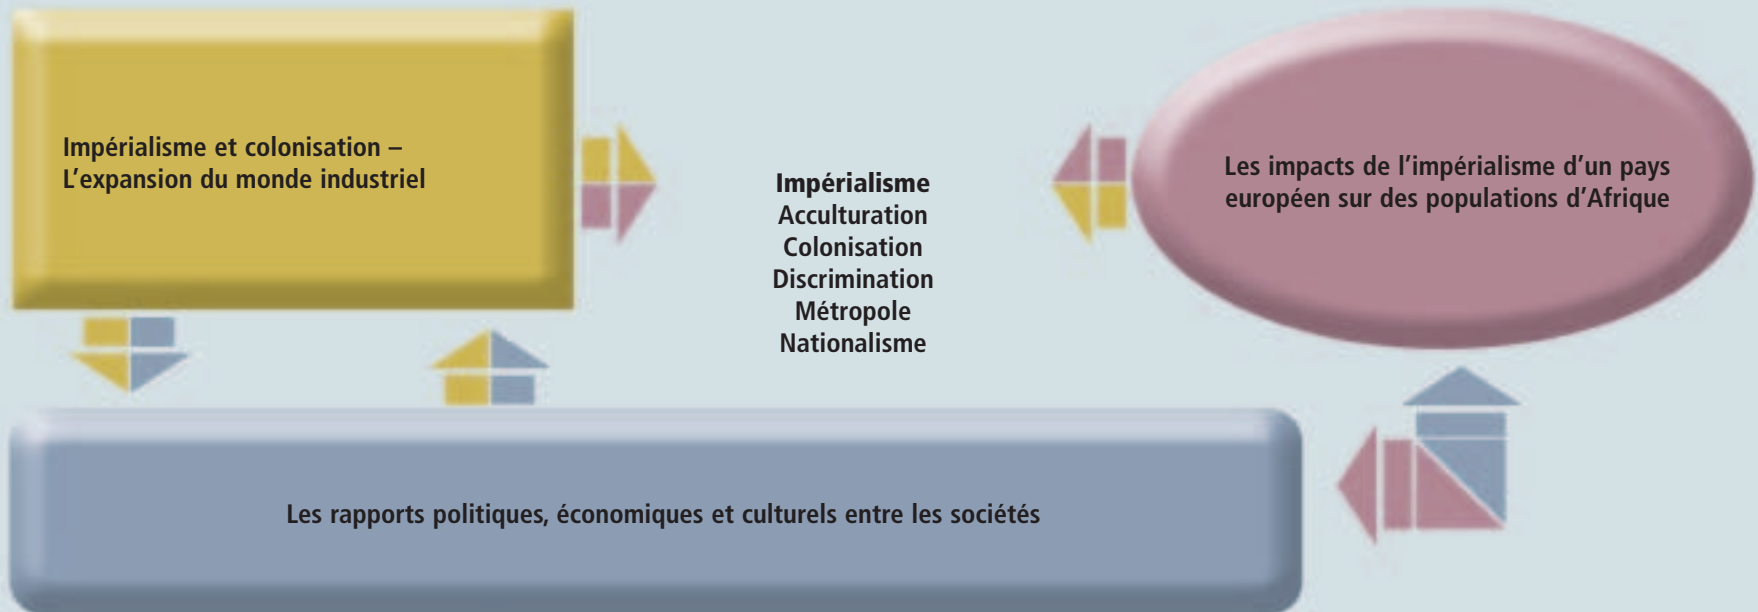 Impérialisme et colonisation –
L’expansion du monde industriel
Impérialisme
Acculturation
Colonisation
Discrimination
Métropole
Nationalisme
Les impacts de l’impérialisme d’un pays
européen sur des populations d’Afrique
Les rapports politiques, économiques et culturels entre les sociétés